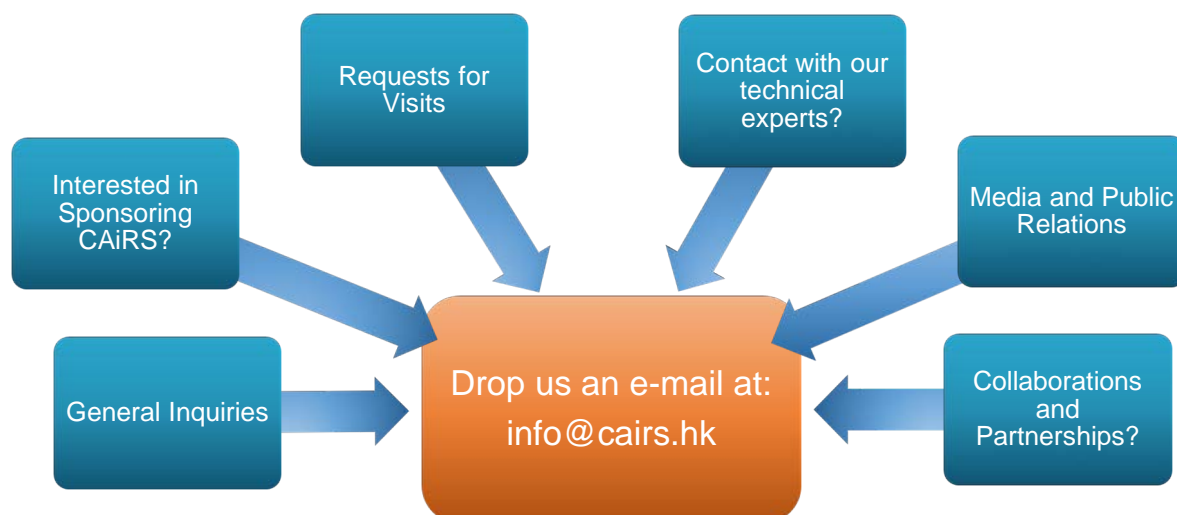 Requests for
Visits
Contact with our
technical
experts?
Interested in
Sponsoring
CAiRS?
Media and Public
Relations
General Inquiries
Drop us an e-mail at:
info@cairs.hk
Collaborations
and
Partnerships?